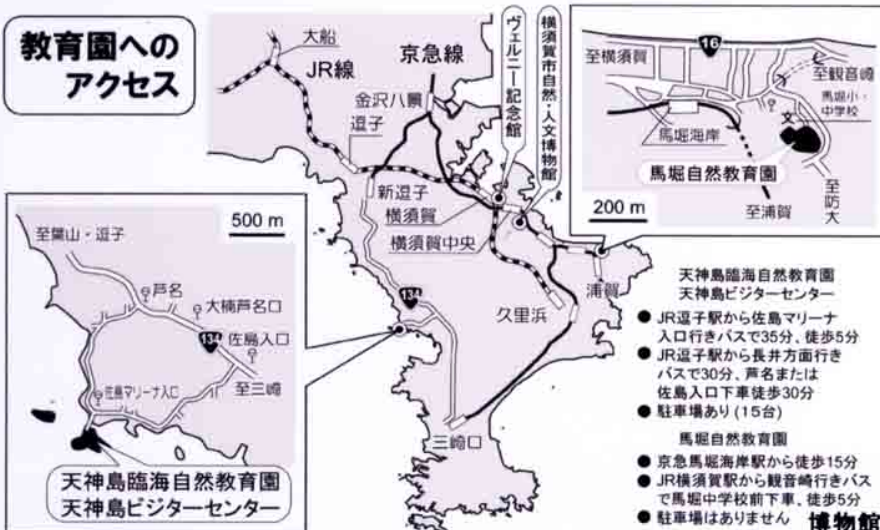 教育園への
アクセス
大船
JR線
京急線
金沢八景
逗子
新逗子
横須賀
横須賀中央
ヴェルニー記念館
横須賀市自然・人文博物館
浦賀
久里浜
134
三崎口
16
至横須賀
至観音崎
馬堀小・
中学校
文
馬堀海岸
馬堀自然教育園
200 m
至浦賀
至防大
500 m
至葉山・逗子
芦名
大楠芦名口
134
佐島入口
至三崎
佐島マリーナ入口
天神島臨海自然教育園
天神島ビジターセンター
天神島臨海自然教育園
天神島ビジターセンター
● JR逗子駅から佐島マリーナ
入口行きバスで35分、徒歩5分
● JR逗子駅から長井方面行き
バスで30分、芦名または
佐島入口下車徒歩30分
● 駐車場あり (15台)
馬堀自然教育園
● 京急馬堀海岸駅から徒歩15分
● JR横須賀駅から観音崎行きバス
で馬堀中学校前下車、徒歩5分
● 駐車場はありません
博物館